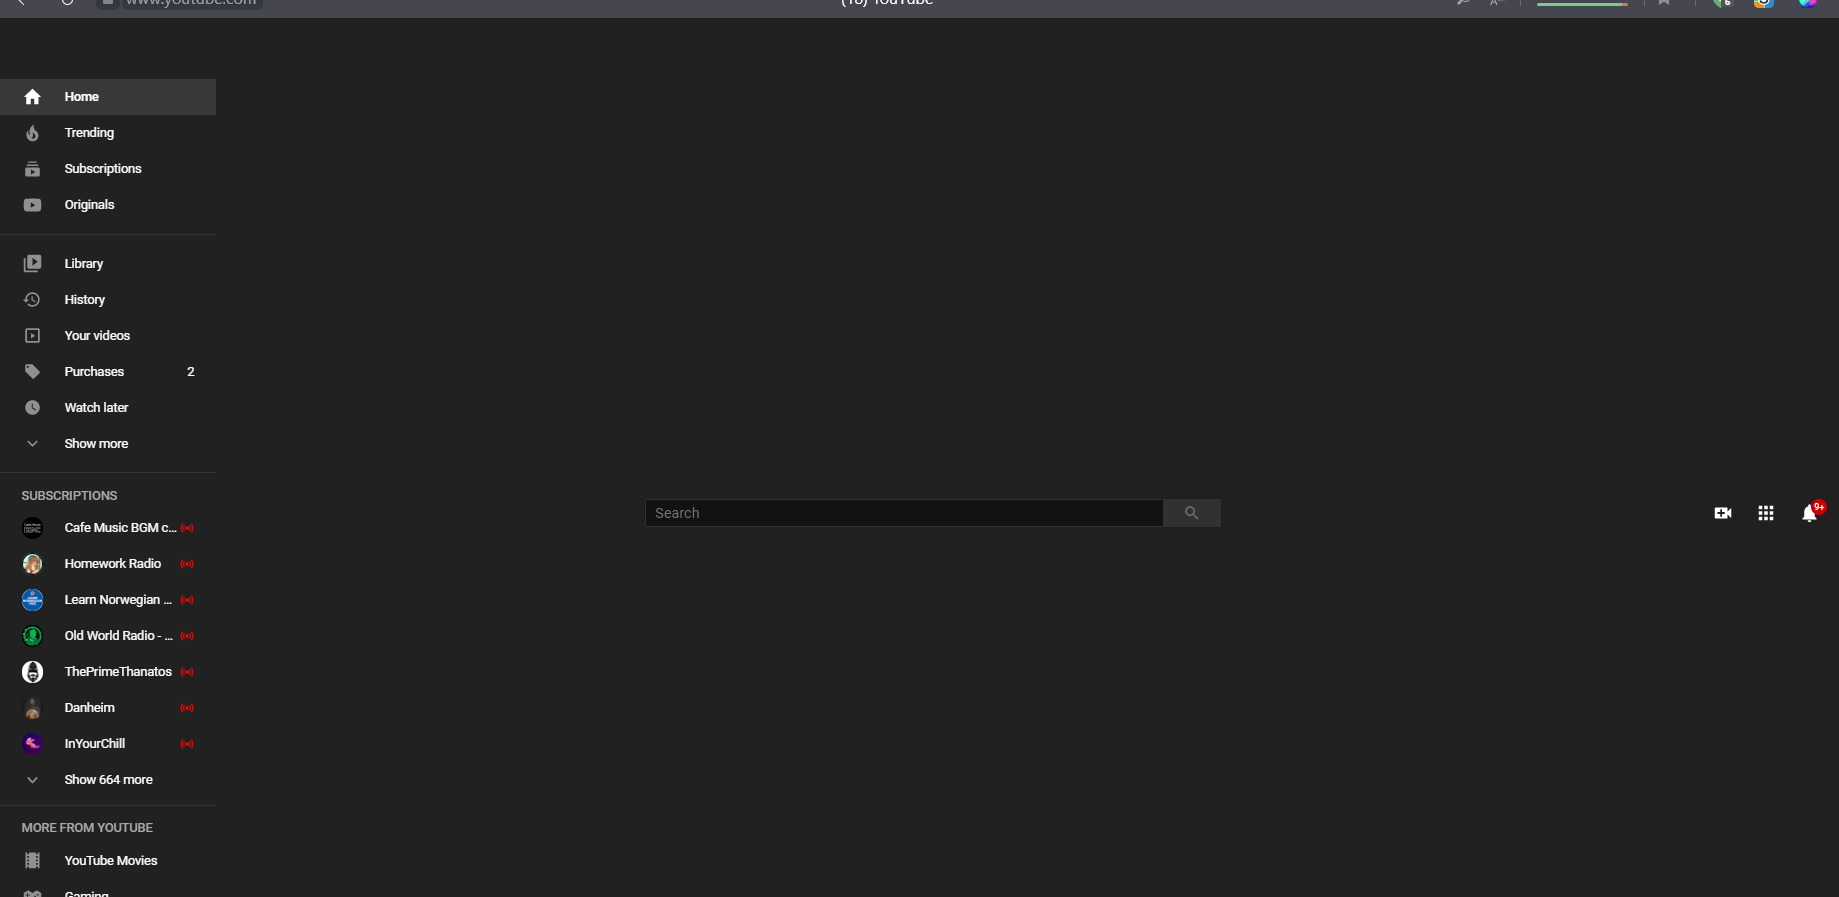 www.youtube.com
YouTube
6
Home
Trending
Subscriptions
Originals
Library
History
Your videos
Purchases 2
Watch later
Show more
SUBSCRIPTIONS
Cafe Music BGM c...
Homework Radio
Learn Norwegian ...
Old World Radio - ...
ThePrimeThanatos
Danheim
InYourChill
Show 664 more
Search
9+
MORE FROM YOUTUBE
YouTube Movies
Gaming